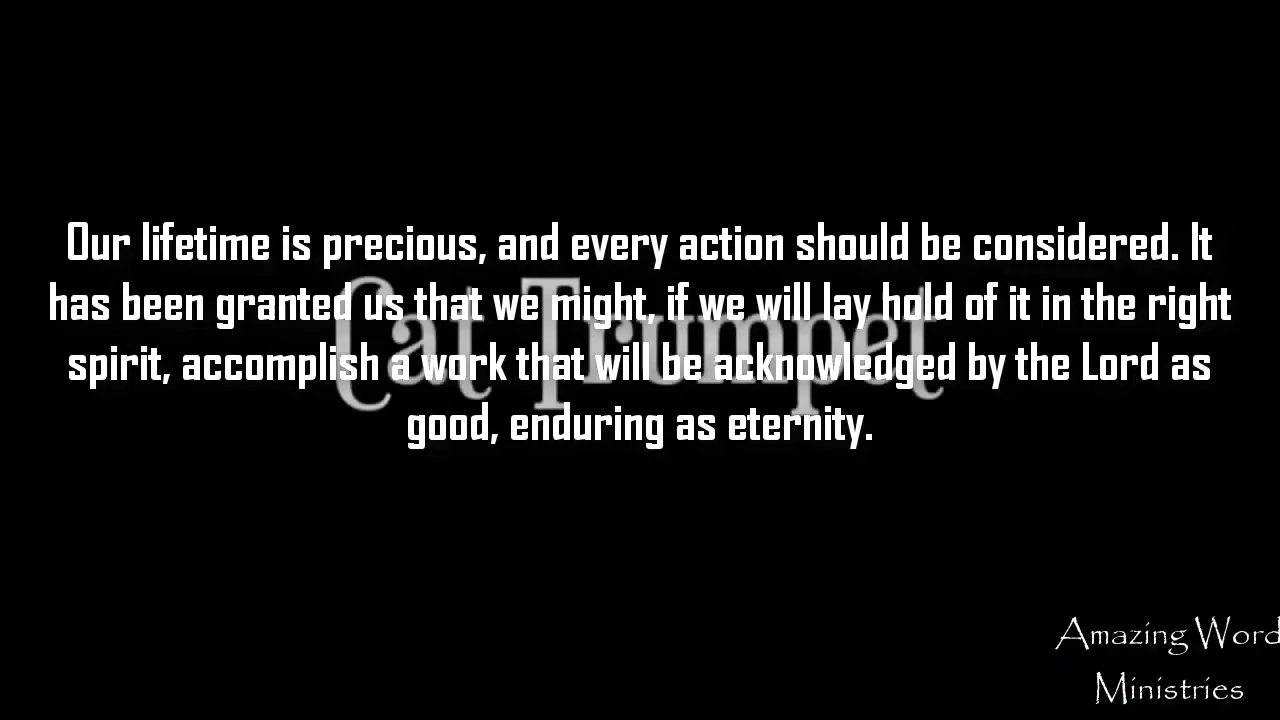 Our lifetime is precious, and every action should be considered. It
has been granted us that we might, if we will lay hold of it in the right
spirit, accomplish a work that will be acknowledged by the Lord as
good, enduring as eternity.
Cat Trumpet
Amazing Word
Ministries